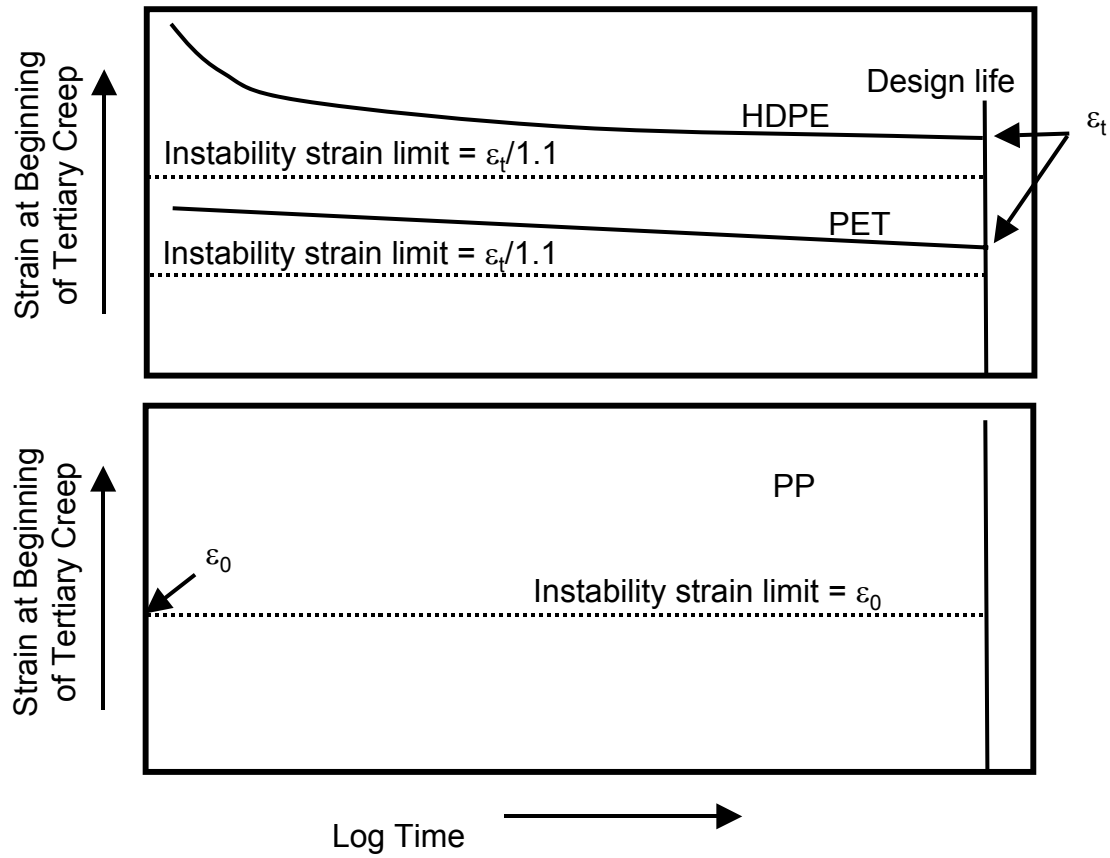 Strain at Beginning
of Tertiary Creep
Design life
HDPE
εt
Instability strain limit = εt/1.1
PET
Instability strain limit = εt/1.1
Strain at Beginning
of Tertiary Creep
PP
ε0
Instability strain limit = ε0
Log Time